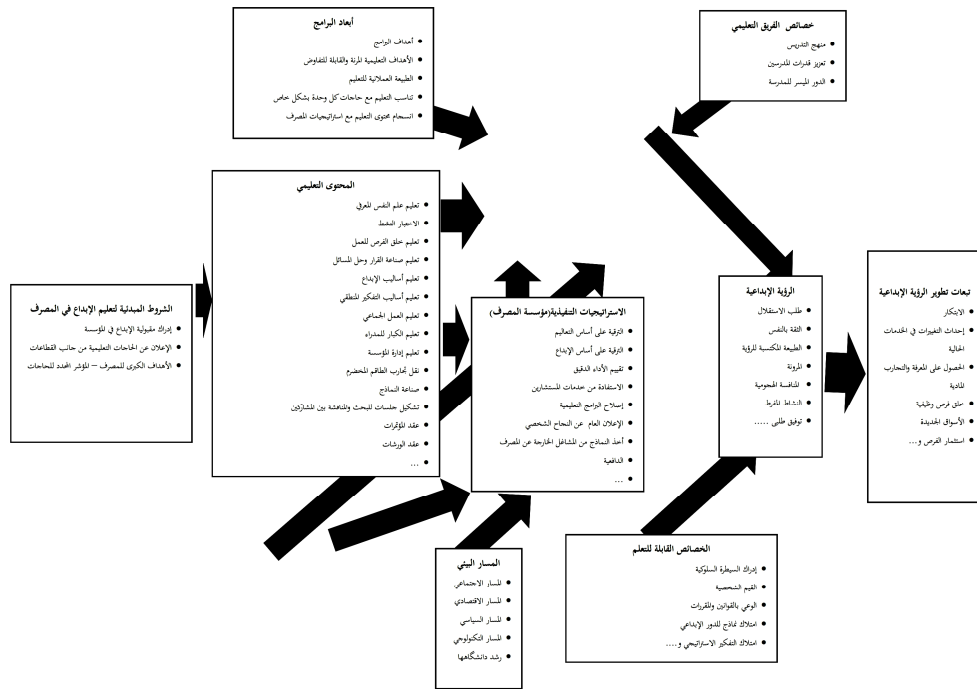 أبعاد البرامج
أهداف البرامج
الأهداف التعليمية المرنة والقابلة للتفاوض
الطبيعة العملانية للتعليم
تناسب التعليم مع حاجات كل وحدة بشكل خاص
انسجام محتوى التعليم مع استراتيجيات المصرف
خصائص الفريق التعليمي
منهج التدريس
تعزيز قدرات المدرسين
الدور الميسر للمدرسة
المحتوى التعليمي
تعليم علم النفس المعرفي
تعليم خلق الفرص للعمل
تعليم صناعة القرار وحل المسائل
تعليم أساليب الإبداع
تعليم أساليب التفكير المنطقي
تعليم العمل الجماعي
تعليم الكبار للمدراء
تعليم إدارة المؤسسة
نقل تجارب الطاقم المخضرم
صناعة النماذج
تشكيل جلسات للبحث والمناقشة بين المشاركين
عقد المؤتمرات
عقد الورشات
...
الشروط المبدئية لتعليم الإبداع في المصرف
إدراك مقبولية الإبداع في المؤسسة
الإعلان عن الحاجات التعليمية من جانب القطاعات
الأهداف الكبرى للمصرف – المؤشر المحدد للحاجات
الاستراتيجيات التنفيذية(مؤسسة المصرف)
الترقية على أساس التعاليم
الترقية على أساس الإبداع
تقييم الأداء الدقيق
الاستفادة من خدمات المستشارين
إصلاح البرامج التعليمية
الإعلان العام عن النجاح الشخصي
أخذ النماذج من المشاغل الخارجة عن المصرف
الدافعية
...
الرؤية الإبداعية
طلب الاستقلال
الثقة بالنفس
الطبيعة المكتسبة للرؤية
المرونة
المنافسة الهجومية
النشاط المفرط
توفيق طلبی .....
تبعات تطوير الرؤية الإبداعية
الابتكار
إحداث التغييرات في الخدمات
الحالية
الحصول على المعرفة والتجارب
المادية
خلق فرص وظيفية
الأسواق الجديدة
استثمار الفرص و...
المسار البيئي
المسار الاجتماعي
المسار الاقتصادي
المسار السياسي
المسار التكنولوجي
رشد دانشگاهها
الخصائص القابلة للتعلم
إدراك السيطرة السلوكية
القيم الشخصية
الوعي بالقوانين والمقررات
امتلاك نماذج للدور الإبداعي
امتلاك التفكير الاستراتيجي و....